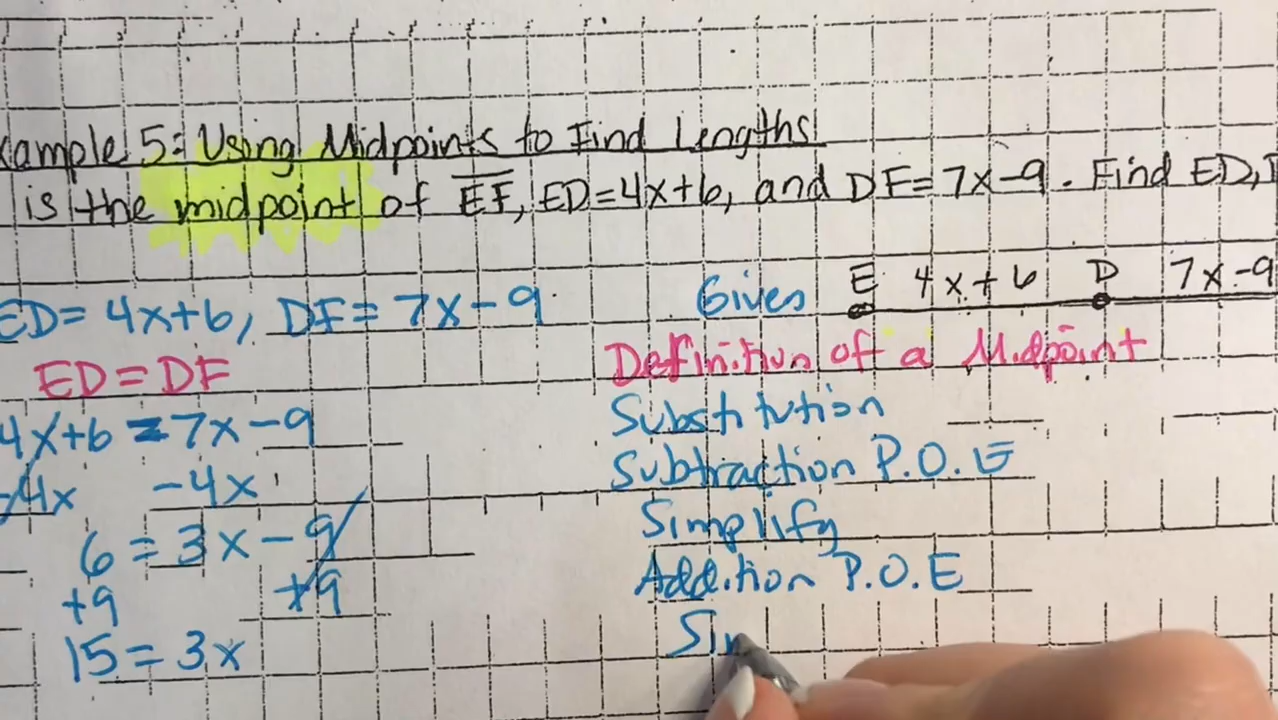 xample 5: Using Midpoints to Find Lengths
is the midpoint of EF, ED=4x+6, and DF=7x-9. Find ED,
E 4x+6 D 7x-9
ED=4x+6, DF=7x-9 Gives
ED=DF Definition of a Midpoint
4x+6=7x-9 Substitution
-4x -4x Subtraction P.O.E
6=3x-9 Simplify
+9 +9 Addition P.O.E
15=3x Sim